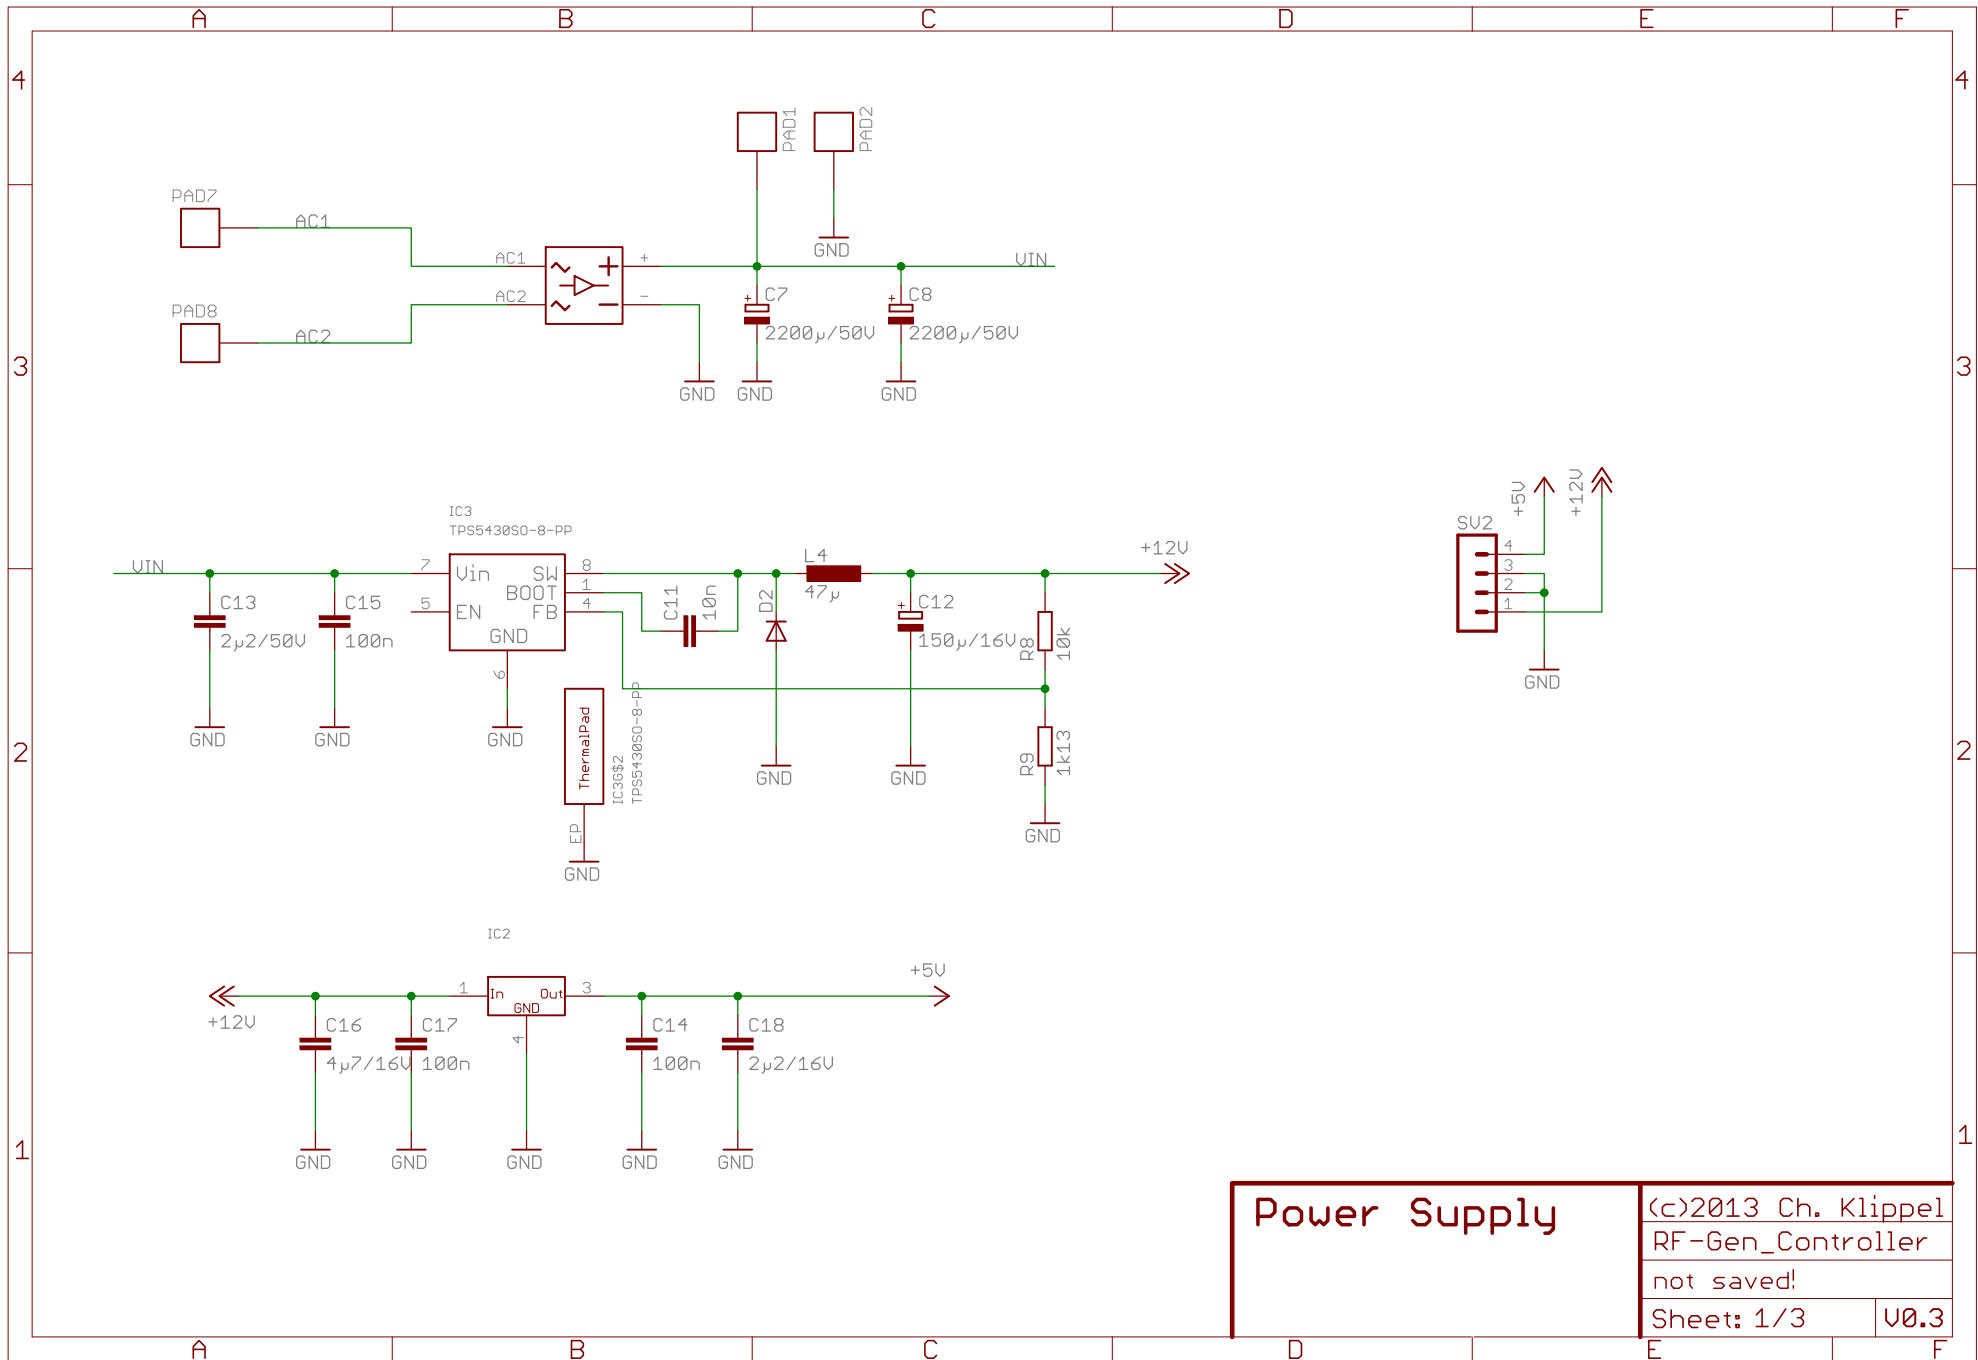 A B C D E F
4 4
PAD1 PAD2
PAD7
AC1
AC1 +
VIN
AC2 -
PAD8
AC2
+ C7
2200µ/50V
+ C8
2200µ/50V
GND
GND GND GND
3 3
IC3
TPS5430SO-8-PP
VIN
7 Vin SW 8
BOOT 1
5 EN FB 4
GND
6
C13
2µ2/50V
C15
100n
C11
10n
D2
L4
47µ
+ C12
150µ/16V
R8
10k
+12V
R9
1k13
GND GND GND GND GND
GND
ThermalPad
IC3G$2
TPS5430SO-8-PP
EP
GND
SV2
+5V
+12V
4
3
2
1
GND
2 2
IC2
+12V
1 In Out 3
GND
4
+5V
C16
4µ7/16V
C17
100n
C14
100n
C18
2µ2/16V
GND GND GND GND GND
1 1
Power Supply
(c)2013 Ch. Klippel
RF-Gen_Controller
not saved!
Sheet: 1/3 V0.3
A B C D E F